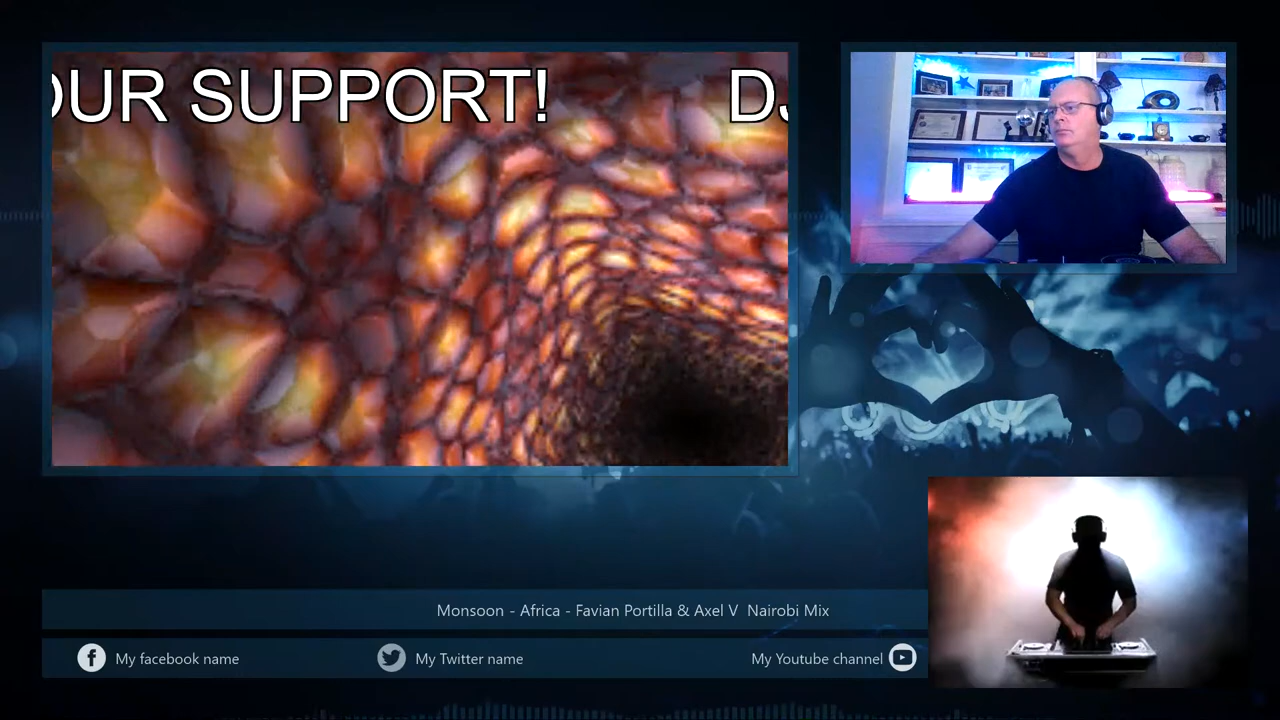 OUR SUPPORT! DJ
Monsoon - Africa - Favian Portilla & Axel V  Nairobi Mix
My facebook name
My Twitter name
My Youtube channel